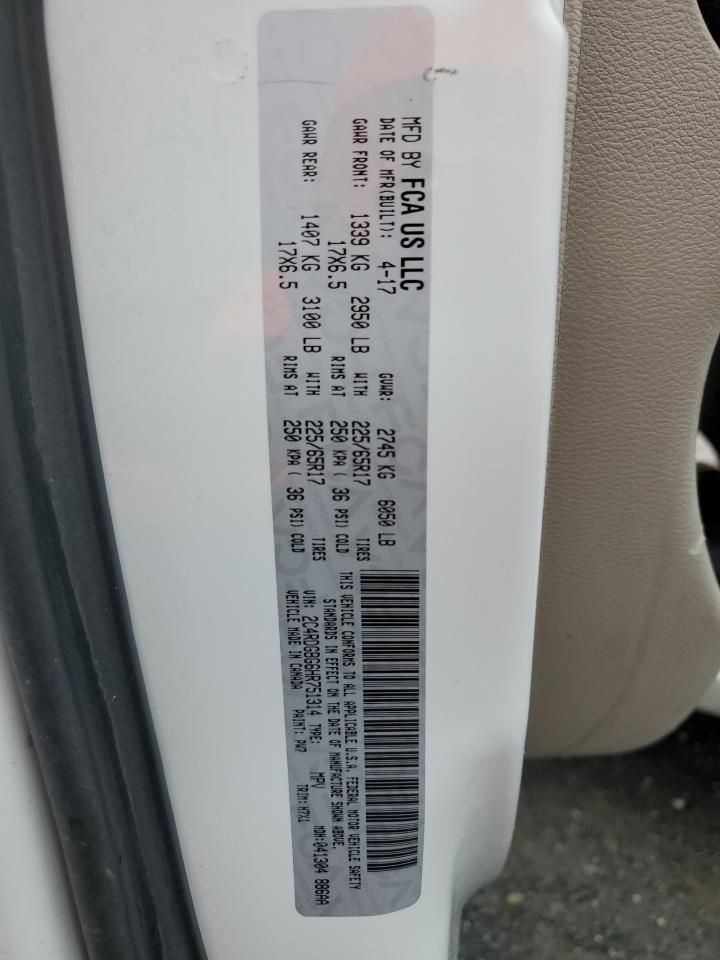 MFD BY FCA US LLC
DATE OF MFR(BUILT): 4-17 GVWR: 2745 KG 6050 LB
GAWR FRONT: 1339 KG 2950 LB WITH 225/65R17 TIRES
17X6.5 RIMS AT 250 KPA ( 36 PSI) COLD
GAWR REAR: 1407 KG 3100 LB WITH 225/65R17 TIRES
17X6.5 RIMS AT 250 KPA ( 36 PSI) COLD
THIS VEHICLE CONFORMS TO ALL APPLICABLE U.S.A. FEDERAL MOTOR VEHICLE SAFETY
STANDARDS IN EFFECT ON THE DATE OF MANUFACTURE SHOWN ABOVE.
VIN: 2C4RDGBG6HR751314 TYPE: MPV MDH:041304 886AA
VEHICLE MADE IN CANADA PAINT: PW7 TRIM: H7X1